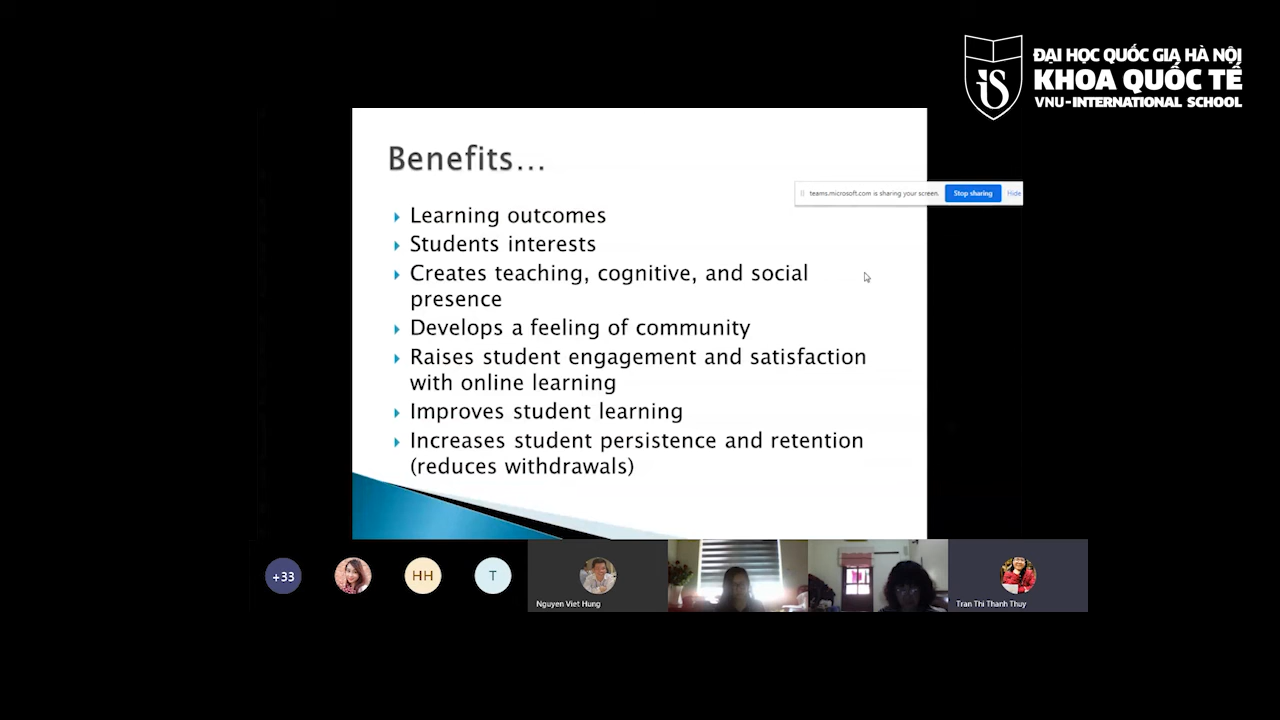 ĐẠI HỌC QUỐC GIA HÀ NỘI
KHOA QUỐC TẾ
VNU-INTERNATIONAL SCHOOL
iS
Benefits...
teams.microsoft.com is sharing your screen.
Stop sharing
Hide
Learning outcomes
Students interests
Creates teaching, cognitive, and social
presence
Develops a feeling of community
Raises student engagement and satisfaction
with online learning
Improves student learning
Increases student persistence and retention
(reduces withdrawals)
+33
HH
T
Nguyen Viet Hung
Tran Thi Thanh Thuy